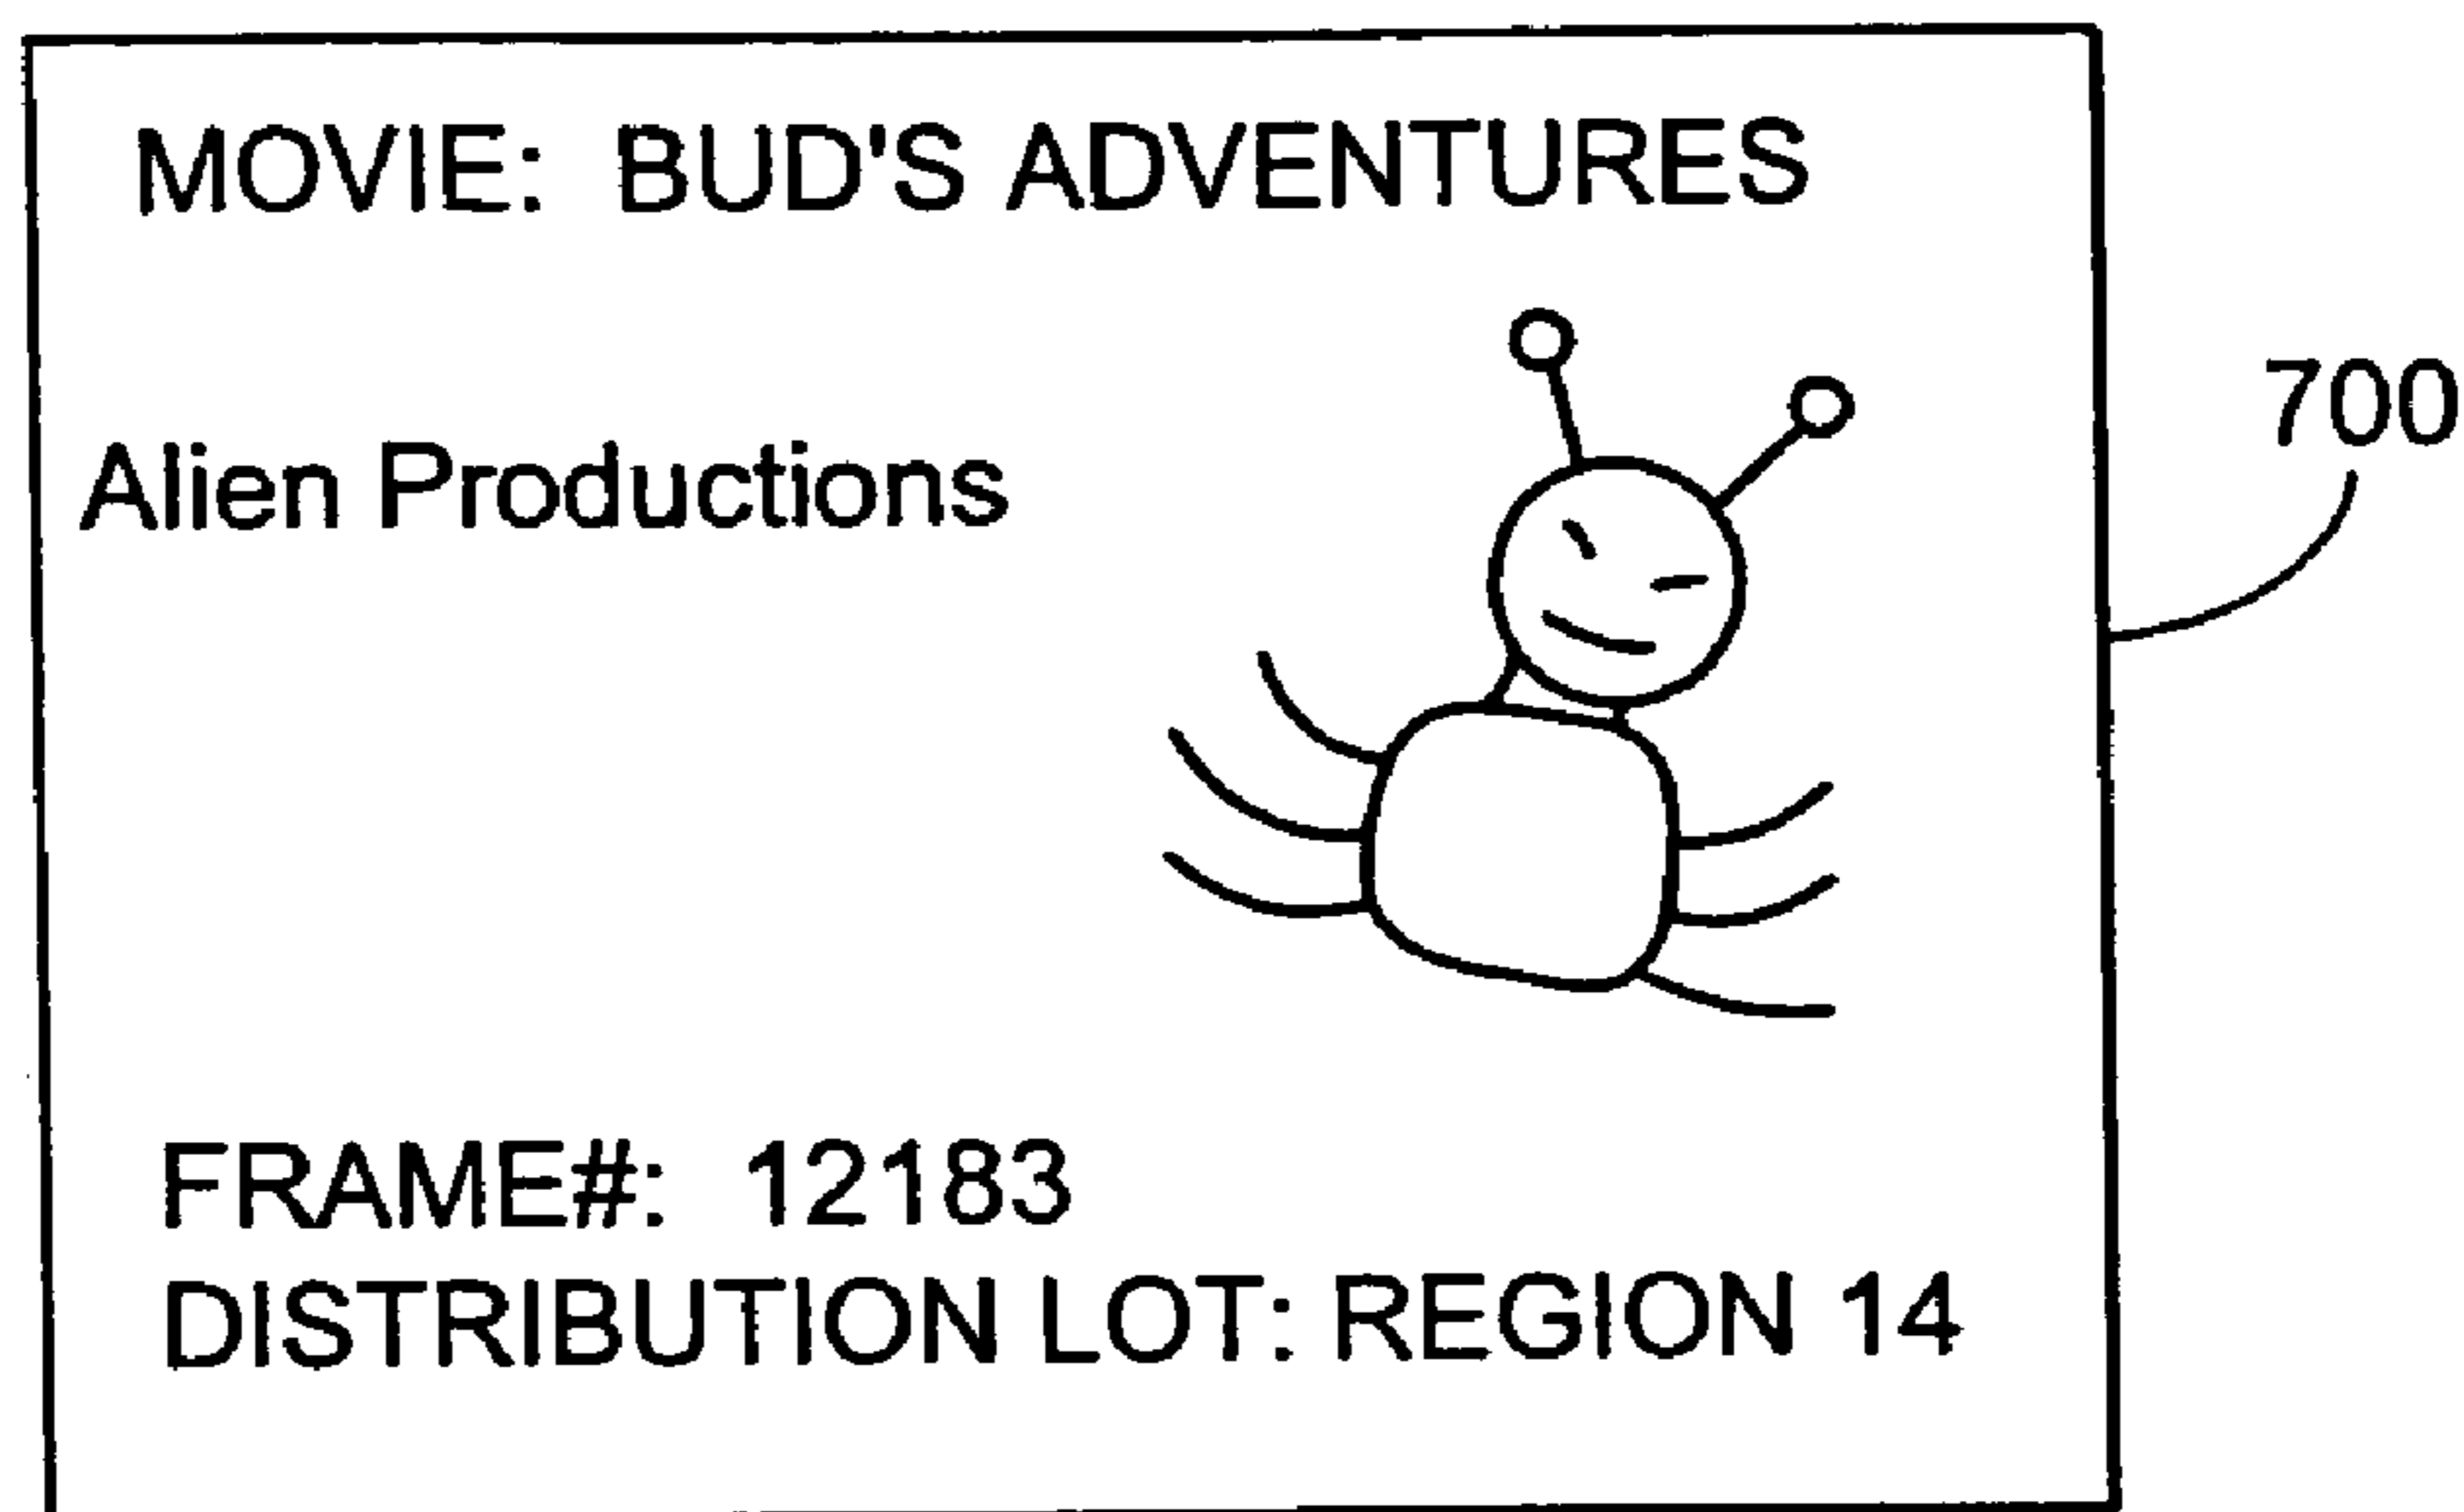 MOVIE: BUD'S ADVENTURES
700
Alien Productions
FRAME#: 12183
DISTRIBUTION LOT: REGION 14